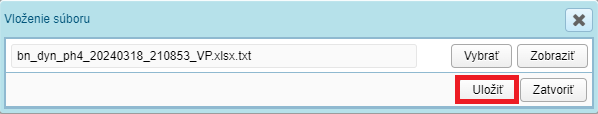 Vloženie súboru
bn_dyn_ph4_20240318_210853_VP.xlsx.txt Vybrať Zobraziť
Uložiť Zatvoriť